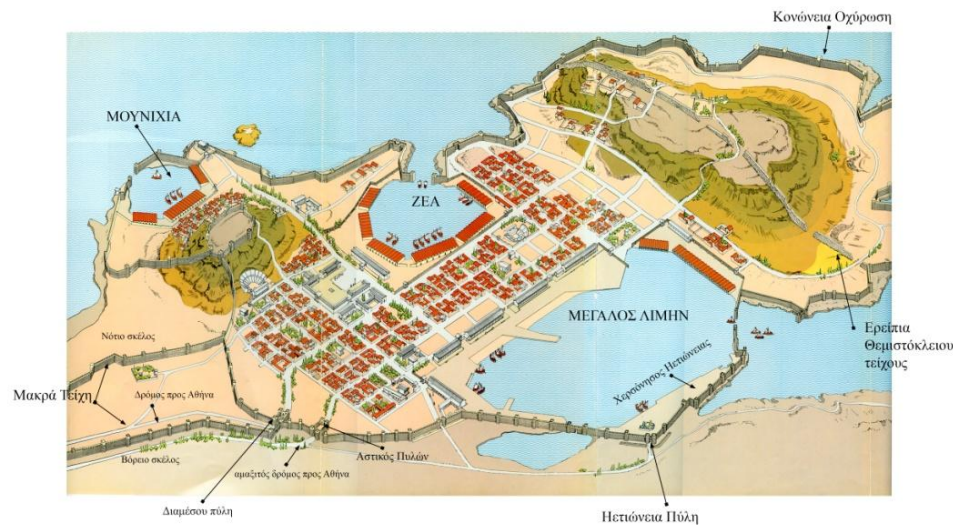 Κονώνεια Οχύρωση
ΜΟΥΝΙΧΙΑ
ΖΕΑ
ΜΕΓΑΛΟΣ ΛΙΜΗΝ
Ερείπια
Θεμιστόκλειου
τείχους
Νότιο σκέλος
Χερσόνησος Ηετιώνειας
Μακρά Τείχη
Δρόμος προς Αθήνα
Βόρειο σκέλος
Αστικός Πυλών
αμαξιτός δρόμος προς Αθήνα
Διαμέσου πύλη
Ηετιώνεια Πύλη